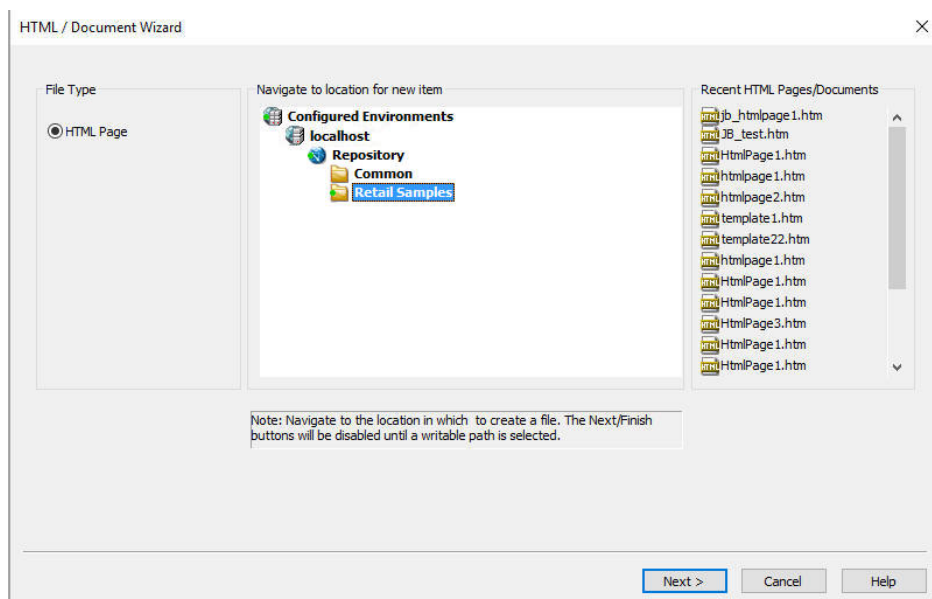 HTML / Document Wizard
File Type
HTML Page
Navigate to location for new item
Configured Environments
localhost
Repository
Common
Retail Samples
Recent HTML Pages/Documents
jb_htmlpage1.htm
JB_test.htm
HtmlPage1.htm
htmlpage1.htm
htmlpage2.htm
template1.htm
template22.htm
htmlpage1.htm
HtmlPage1.htm
HtmlPage1.htm
HtmlPage3.htm
HtmlPage1.htm
HtmlPage1.htm
Note: Navigate to the location in which to create a file. The Next/Finish
buttons will be disabled until a writable path is selected.
Next >
Cancel
Help